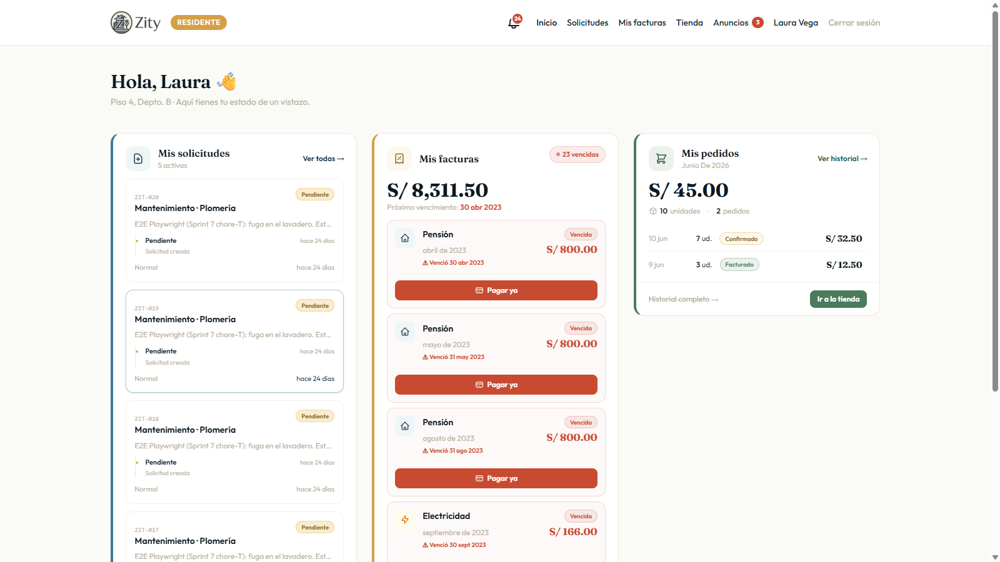 Zity
RESIDENTE
24
Inicio
Solicitudes
Mis facturas
Tienda
Anuncios 3
Laura Vega
Cerrar sesión
Hola, Laura 👋
Piso 4, Depto. B · Aquí tienes tu estado de un vistazo.
Mis solicitudes
5 activas
Ver todas →
ZIT-020
Pendiente
Mantenimiento · Plomería
E2E Playwright (Sprint 7 chore-T): fuga en el lavadero. Est...
Pendiente
hace 24 días
Solicitud creada
Normal
hace 24 días
ZIT-019
Pendiente
Mantenimiento · Plomería
E2E Playwright (Sprint 7 chore-T): fuga en el lavadero. Est...
Pendiente
hace 24 días
Solicitud creada
Normal
hace 24 días
ZIT-018
Pendiente
Mantenimiento · Plomería
E2E Playwright (Sprint 7 chore-T): fuga en el lavadero. Est...
Pendiente
hace 24 días
Solicitud creada
Normal
hace 24 días
ZIT-017
Pendiente
Mantenimiento · Plomería
E2E Playwright (Sprint 7 chore-T): fuga en el lavadero. Est...
Mis facturas
23 vencidas
S/ 8,311.50
Próximo vencimiento: 30 abr 2023
Pensión
Vencida
abril de 2023
S/ 800.00
⚠ Venció 30 abr 2023
Pagar ya
Pensión
Vencida
mayo de 2023
S/ 800.00
⚠ Venció 31 may 2023
Pagar ya
Pensión
Vencida
agosto de 2023
S/ 800.00
⚠ Venció 31 ago 2023
Pagar ya
Electricidad
Vencida
septiembre de 2023
S/ 166.00
⚠ Venció 30 sept 2023
Mis pedidos
Junio De 2026
Ver historial →
S/ 45.00
10 unidades · 2 pedidos
10 jun
7 ud.
Confirmado
S/ 32.50
9 jun
3 ud.
Facturado
S/ 12.50
Historial completo →
Ir a la tienda